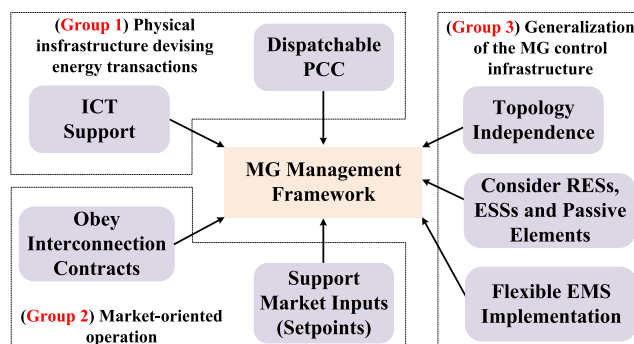 (Group 1) Physical
insfrastructure devising
energy transactions
Dispatchable
PCC
ICT
Support
(Group 3) Generalization
of the MG control
infrastructure
Topology
Independence
MG Management
Framework
Consider RESs,
ESSs and Passive
Elements
Obey
Interconnection
Contracts
Support
Market Inputs
(Setpoints)
Flexible EMS
Implementation
(Group 2) Market-oriented
operation